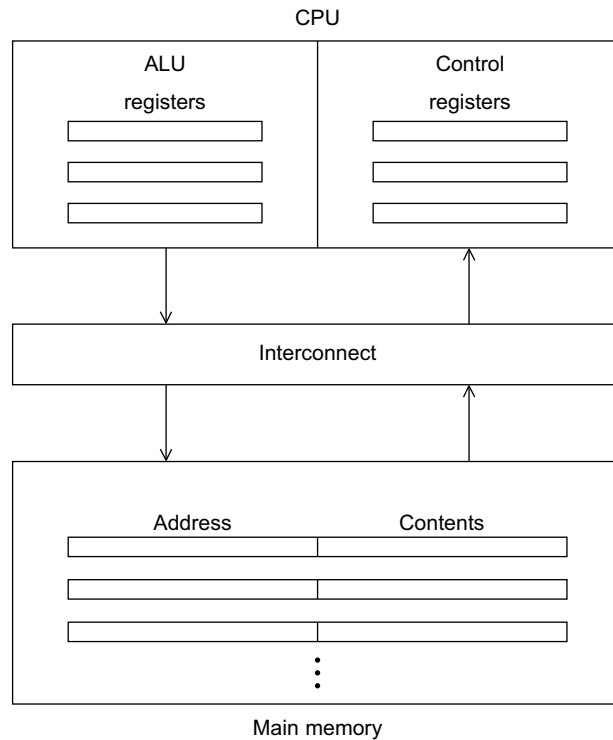 CPU
ALU
Control
registers
registers
Interconnect
Address
Contents
Main memory